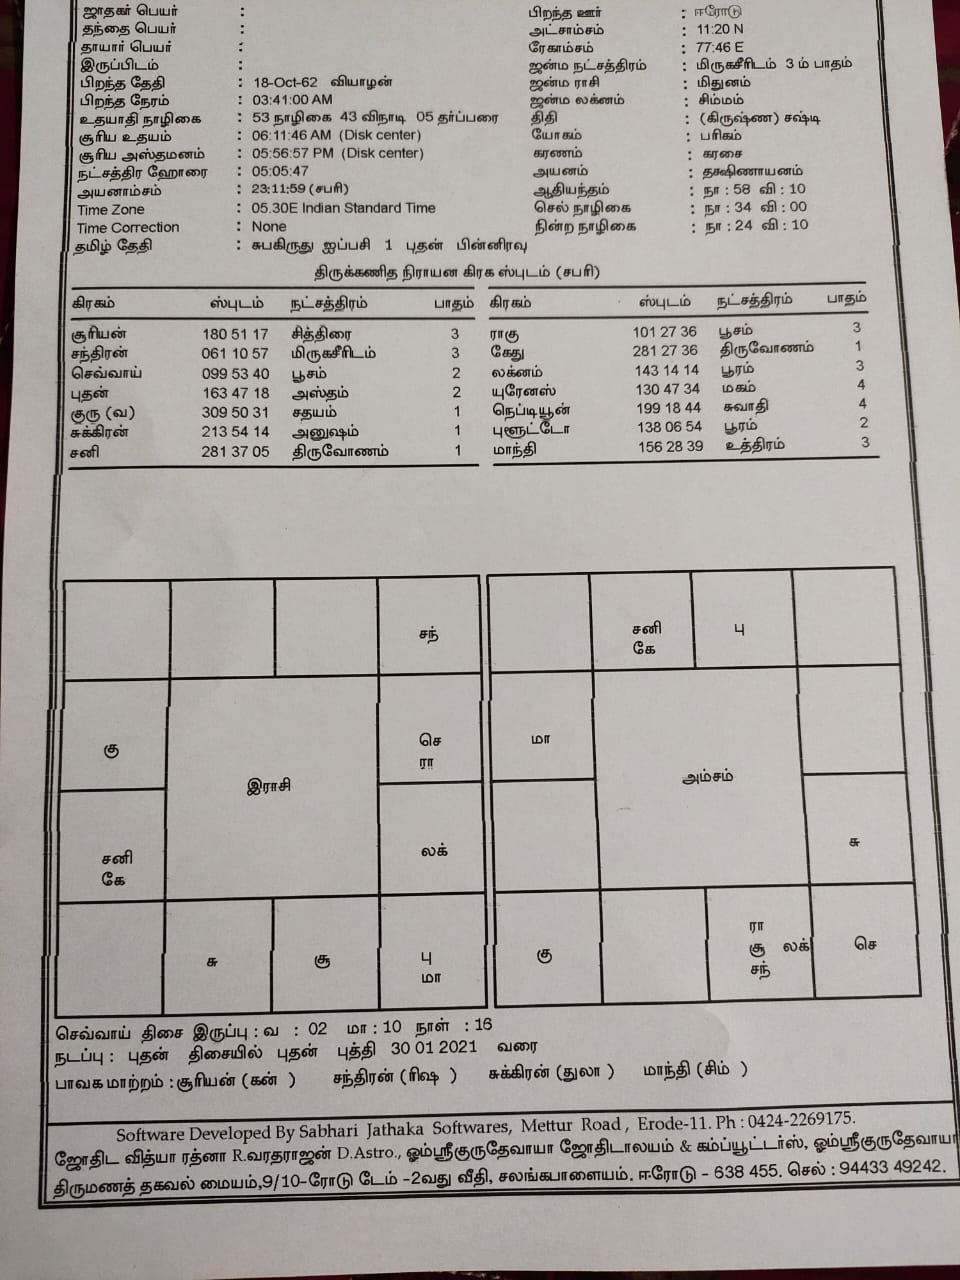 ஜாதகர் பெயர் : பிறந்த ஊர் : ஈரோடு
தந்தை பெயர் : அட்சாம்சம் : 11:20 N
தாயார் பெயர் : ரேகாம்சம் : 77:46 E
இருப்பிடம் : ஜன்ம நட்சத்திரம் : மிருகசீரிடம் 3 ம் பாதம்
பிறந்த தேதி : 18-Oct-62 வியாழன் ஜன்ம ராசி : மிதுனம்
பிறந்த நேரம் : 03:41:00 AM ஜன்ம லக்னம் : சிம்மம்
உதயாதி நாழிகை : 53 நாழிகை 43 விநாடி 05 தர்ப்பரை திதி : (கிருஷ்ண) சஷ்டி
சூரிய உதயம் : 06:11:46 AM (Disk center) யோகம் : பரிகம்
சூரிய அஸ்தமனம் : 05:56:57 PM (Disk center) கரணம் : கரசை
நட்சத்திர ஹோரை : 05:05:47 அயனம் : தக்ஷிணாயனம்
அயனாம்சம் : 23:11:59 (சபரி) ஆதியந்தம் : நா : 58 வி : 10
Time Zone : 05.30E Indian Standard Time செல் நாழிகை : நா : 34 வி : 00
Time Correction : None நின்ற நாழிகை : நா : 24 வி : 10
தமிழ் தேதி : சுபகிருது ஐப்பசி 1 புதன் பின்னிரவு
திருக்கணித நிராயன கிரக ஸ்புடம் (சபரி)
கிரகம் ஸ்புடம் நட்சத்திரம் பாதம் கிரகம் ஸ்புடம் நட்சத்திரம் பாதம்
சூரியன் 180 51 17 சித்திரை 3 ராகு 101 27 36 பூசம் 3
சந்திரன் 061 10 57 மிருகசீரிடம் 3 கேது 281 27 36 திருவோணம் 1
செவ்வாய் 099 53 40 பூசம் 2 லக்னம் 143 14 14 பூரம் 3
புதன் 163 47 18 அஸ்தம் 2 யுரேனஸ் 130 47 34 மகம் 4
குரு (வ) 309 50 31 சதயம் 1 நெப்டியூன் 199 18 44 சுவாதி 4
சுக்கிரன் 213 54 14 அனுஷம் 1 புளூட்டோ 138 06 54 பூரம் 2
சனி 281 37 05 திருவோணம் 1 மாந்தி 156 28 39 உத்திரம் 3
சந்
கு
செ
ரா
இராசி
சனி
கே
லக்
சு
சூ
பு
மா
சனி
கே
பு
மா
அம்சம்
சு
கு
ரா
சூ லக்
சந்
செ
செவ்வாய் திசை இருப்பு : வ : 02 மா : 10 நாள் : 16
நடப்பு : புதன் திசையில் புதன் புத்தி 30 01 2021 வரை
பாவக மாற்றம் : சூரியன் (கன் ) சந்திரன் (ரிஷ ) சுக்கிரன் (துலா ) மாந்தி (சிம் )
Software Developed By Sabhari Jathaka Softwares, Mettur Road , Erode-11. Ph : 0424-2269175.
ஜோதிட வித்யா ரத்னா R.வரதராஜன் D.Astro., ஓம்ஸ்ரீகுருதேவாயா ஜோதிடாலயம் & கம்ப்யூட்டர்ஸ், ஓம்ஸ்ரீகுருதேவாயா
திருமணத் தகவல் மையம்,9/10-ரோடு டேம் -2வது வீதி, சலங்கபாளையம். ஈரோடு - 638 455. செல் : 94433 49242.